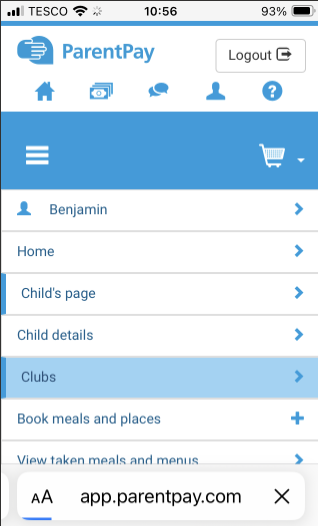 TESCO 10:56 93%
ParentPay
Logout
Benjamin
Home
Child's page
Child details
Clubs
Book meals and places
View taken meals and menus
AA app.parentpay.com